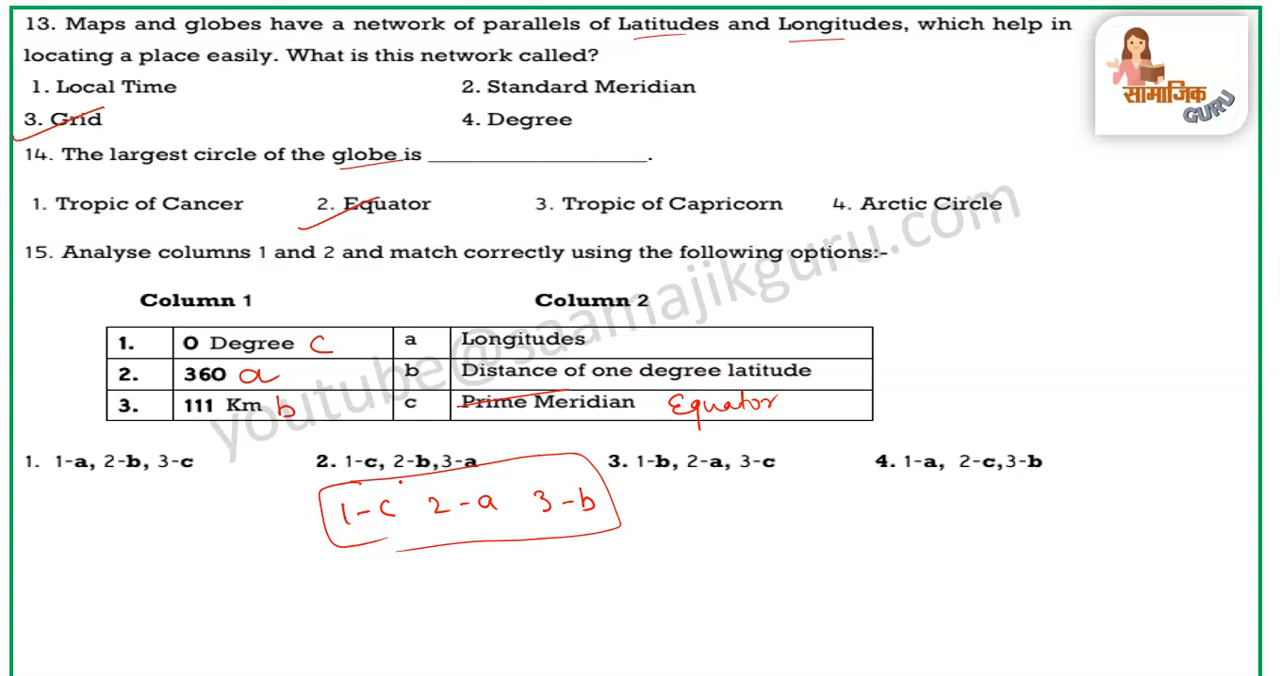 13. Maps and globes have a network of parallels of Latitudes and Longitudes, which help in
locating a place easily. What is this network called?
1. Local Time 2. Standard Meridian
3. Grid 4. Degree
सामाजिक
GURU
14. The largest circle of the globe is ____________________.
1. Tropic of Cancer 2. Equator 3. Tropic of Capricorn 4. Arctic Circle
15. Analyse columns 1 and 2 and match correctly using the following options:-
Column 1 Column 2
1. 0 Degree c a Longitudes
2. 360 a b Distance of one degree latitude
3. 111 Km b c Prime Meridian Equator
1. 1-a, 2-b, 3-c 2. 1-c, 2-b,3-a 3. 1-b, 2-a, 3-c 4. 1-a, 2-c,3-b
1-c 2-a 3-b
youtube@saamajikguru.com